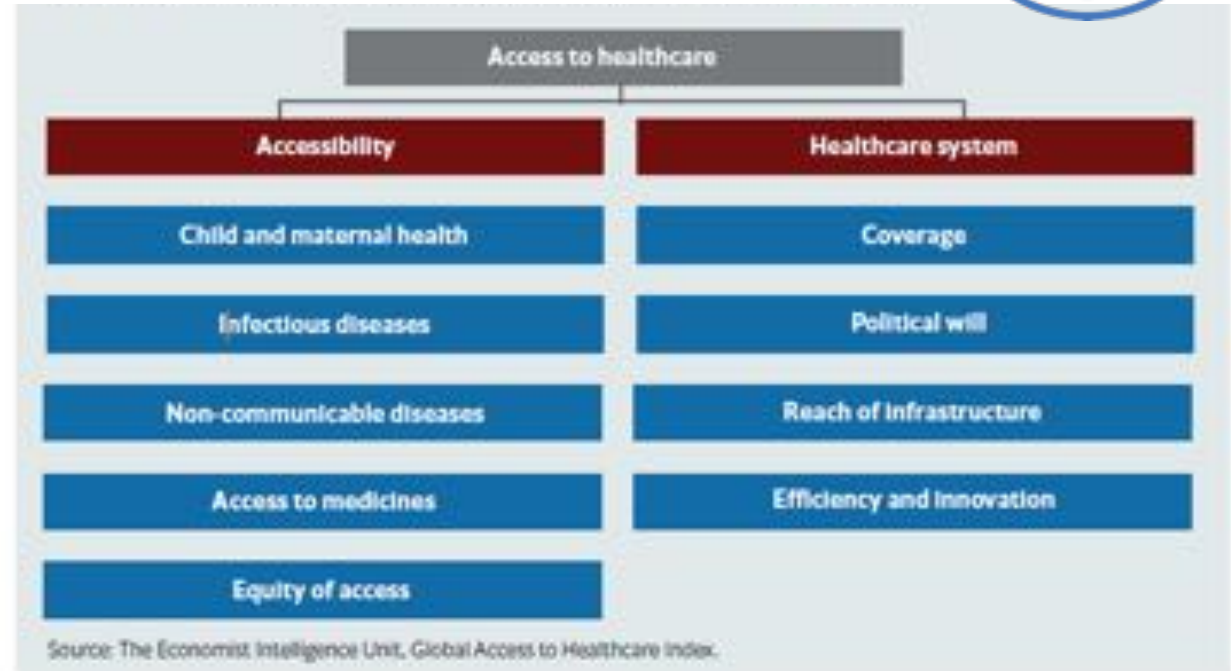 Access to healthcare
Accessibility
Healthcare system
Child and maternal health
Coverage
Infectious diseases
Political will
Non-communicable diseases
Reach of infrastructure
Access to medicines
Efficiency and innovation
Equity of access
Source: The Economist Intelligence Unit, Global Access to Healthcare Index.